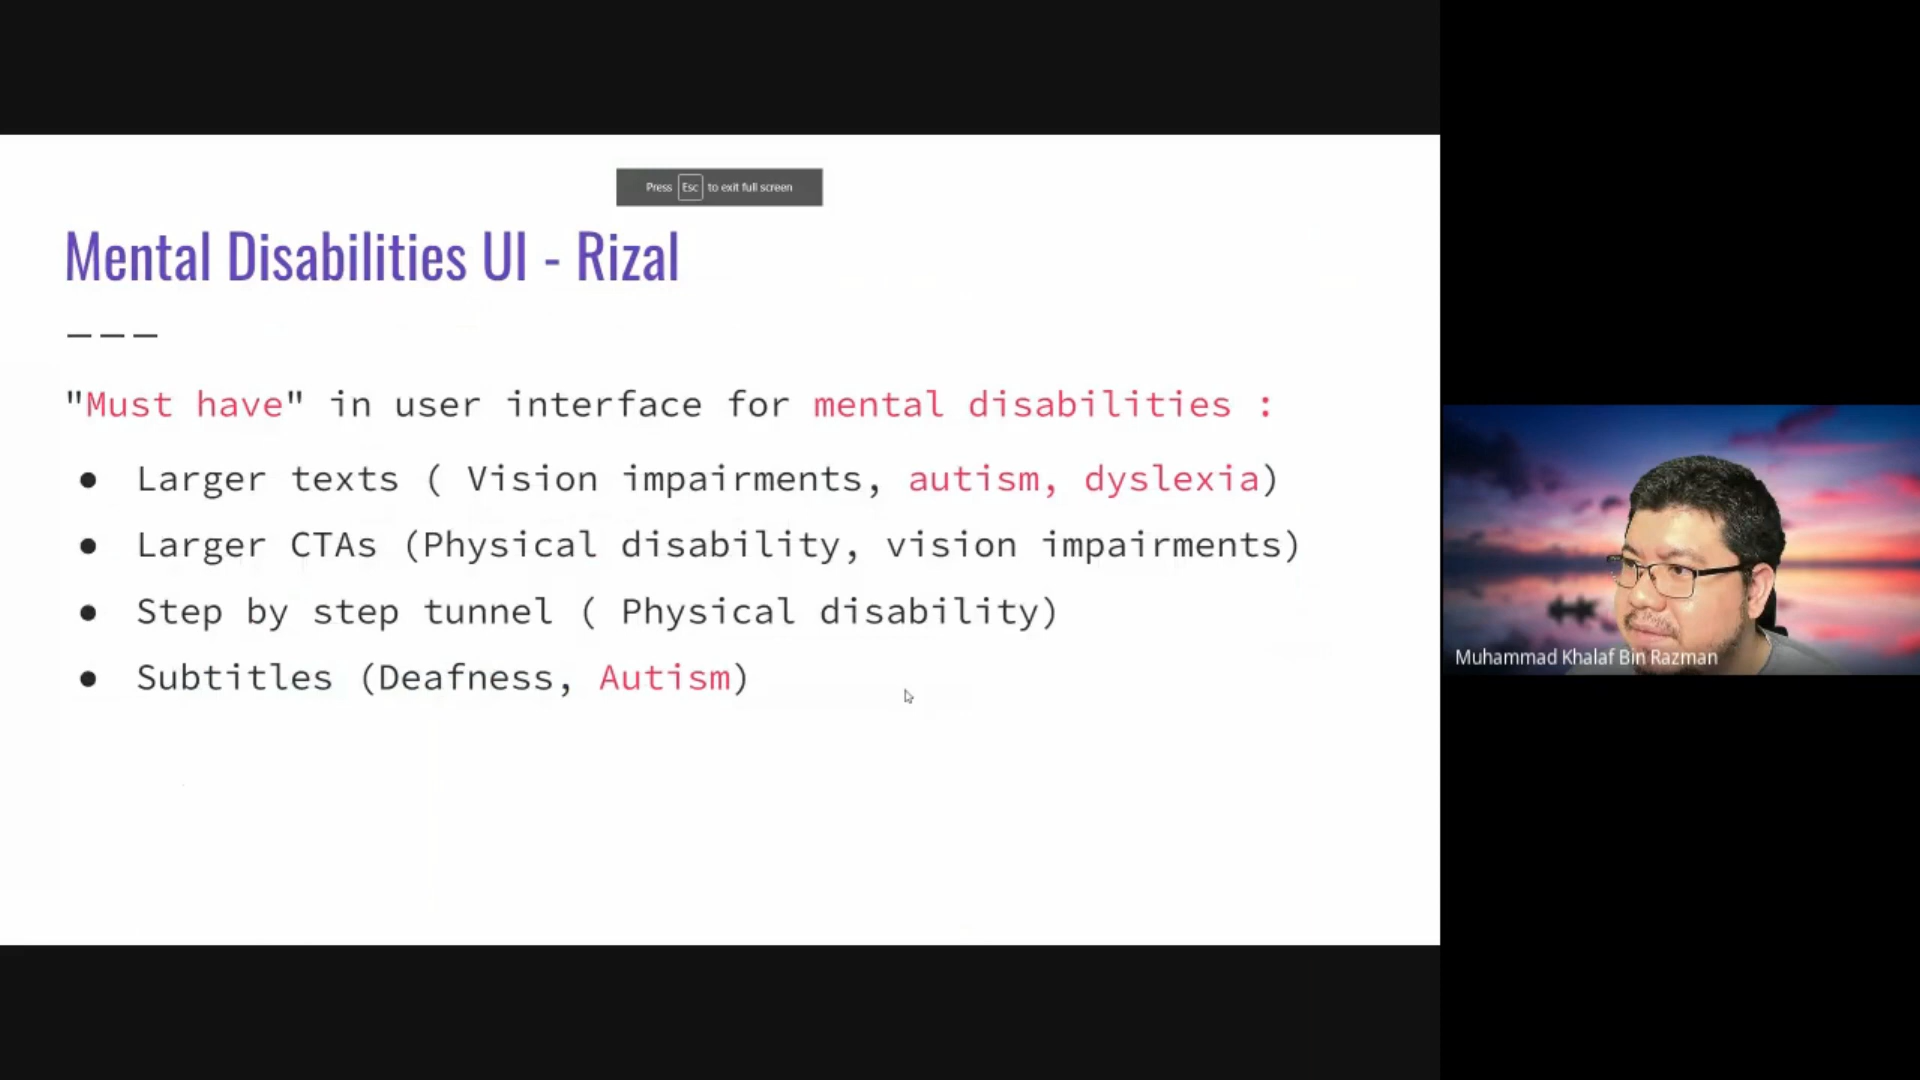 Press Esc to exit full screen
Mental Disabilities UI - Rizal
"Must have" in user interface for mental disabilities :
● Larger texts ( Vision impairments, autism, dyslexia)
● Larger CTAs (Physical disability, vision impairments)
● Step by step tunnel ( Physical disability)
● Subtitles (Deafness, Autism)
Muhammad Khalaf Bin Razman